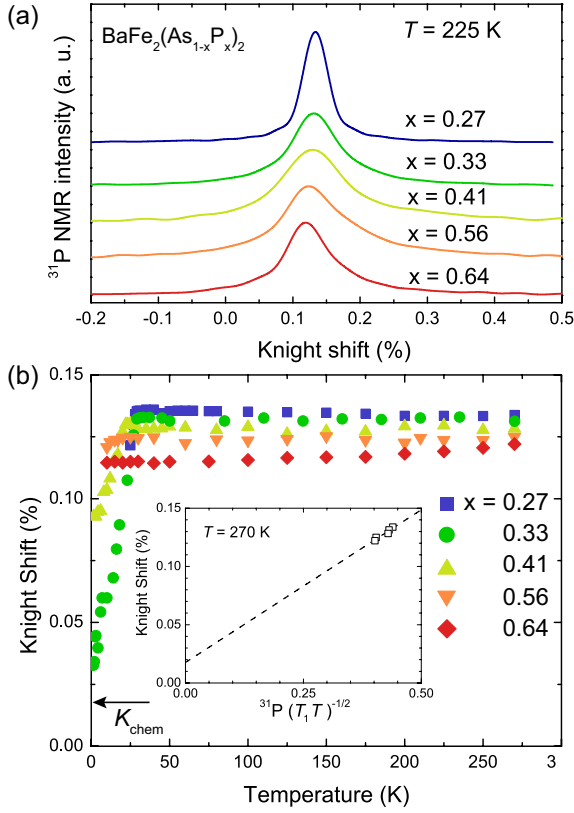 (a)
BaFe2(As1-xPx)2
T = 225 K
x = 0.27
x = 0.33
x = 0.41
x = 0.56
x = 0.64
31P NMR intensity (a. u.)
-0.2 -0.1 0.0 0.1 0.2 0.3 0.4 0.5
Knight shift (%)
(b)
0.15
0.10
0.05
0.00
Knight Shift (%)
x = 0.27
0.33
0.41
0.56
0.64
T = 270 K
0.15
0.10
0.05
0.00
Knight Shift (%)
0.00 0.25 0.50
31P (T1T)-1/2
Kchem
0 50 100 150 200 250 3
Temperature (K)